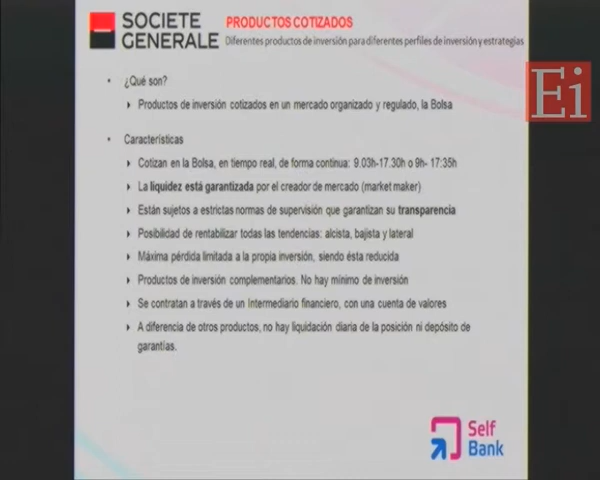 SOCIETE
GENERALE
PRODUCTOS COTIZADOS
Diferentes productos de inversión para diferentes perfiles de inversión y estrategias
Ei
• ¿Qué son?
Productos de inversión cotizados en un mercado organizado y regulado, la Bolsa
• Características
Cotizan en la Bolsa, en tiempo real, de forma continua: 9.03h-17.30h o 9h- 17:35h
La liquidez está garantizada por el creador de mercado (market maker)
Están sujetos a estrictas normas de supervisión que garantizan su transparencia
Posibilidad de rentabilizar todas las tendencias: alcista, bajista y lateral
Máxima pérdida limitada a la propia inversión, siendo ésta reducida
Productos de inversión complementarios. No hay mínimo de inversión
Se contratan a través de un Intermediario financiero, con una cuenta de valores
A diferencia de otros productos, no hay liquidación diaria de la posición ni depósito de
garantías.
Self
Bank